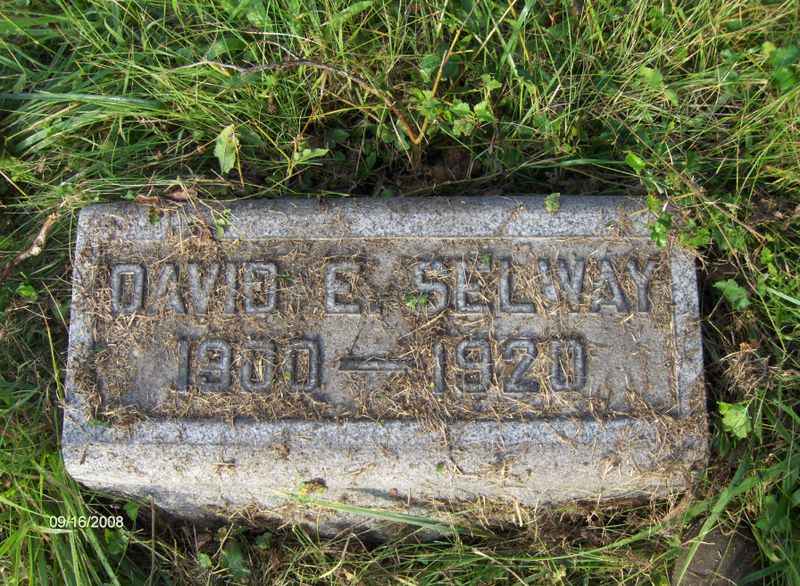 DAVID E. SELWAY
1900 — 1920
09/16/2008